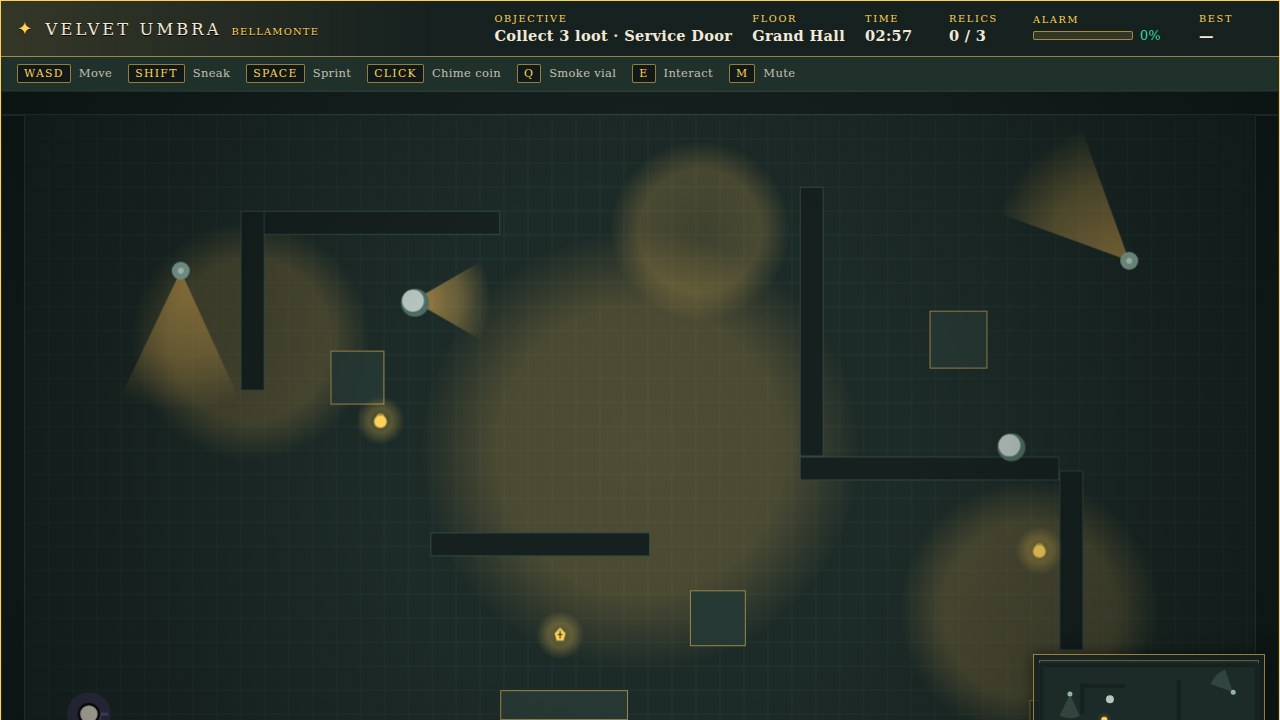 ✦ VELVET UMBRA BELLAMONTE
OBJECTIVE
Collect 3 loot · Service Door
FLOOR
Grand Hall
TIME
02:57
RELICS
0 / 3
ALARM
0%
BEST
—
WASD Move SHIFT Sneak SPACE Sprint CLICK Chime coin Q Smoke vial E Interact M Mute